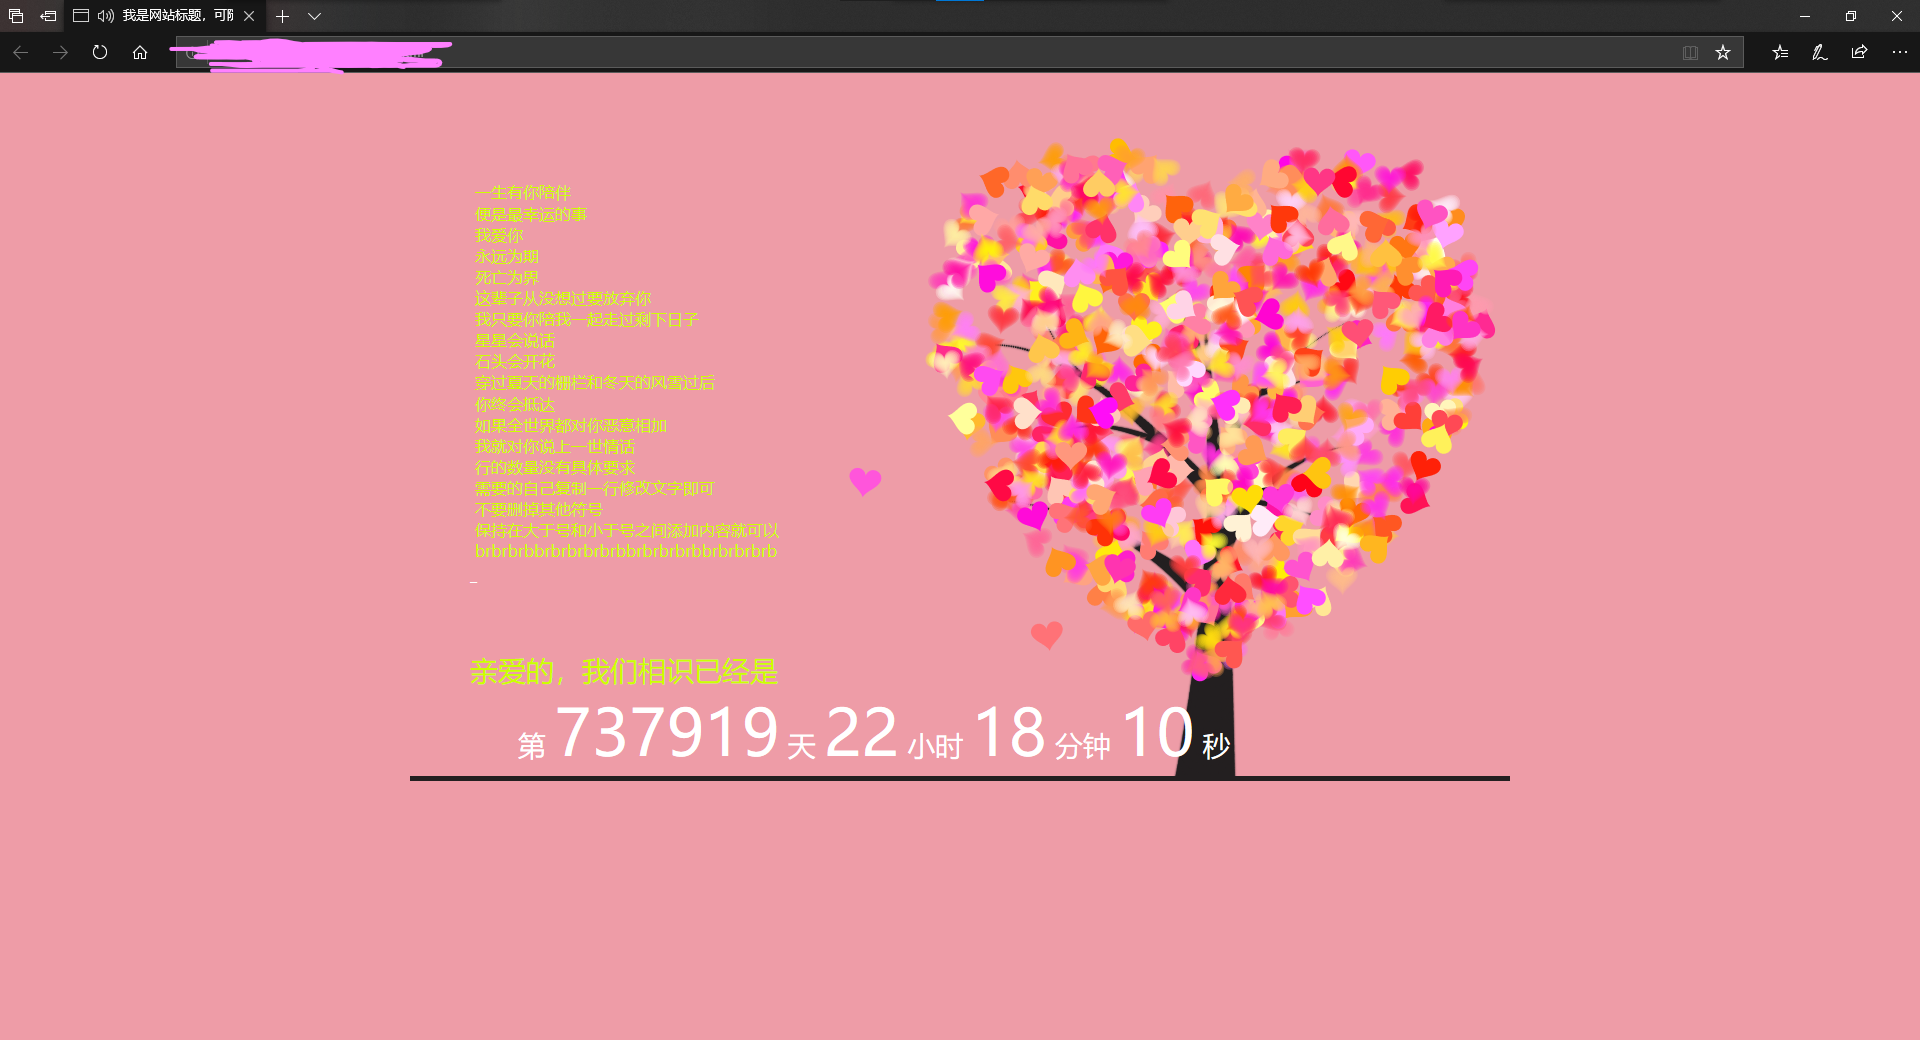 我是网站标题，可
一生有你陪伴
便是最幸运的事
我爱你
永远为期
死亡为界
这辈子从没想过要放弃你
我只要你陪我一起走过剩下日子
星星会说话
石头会开花
穿过夏天的栅栏和冬天的风雪过后
你终会抵达
如果全世界都对你恶意相加
我就对你说上一世情话
行的数量没有具体要求
需要的自己复制一行修改文字即可
不要删掉其他符号
保持在大于号和小于号之间添加内容就可以
brbrbrbbrbrbrbrbrbbrbrbrbrbbrbrbrbrb
_
亲爱的，我们相识已经是
第 737919 天 22 小时 18 分钟 10 秒